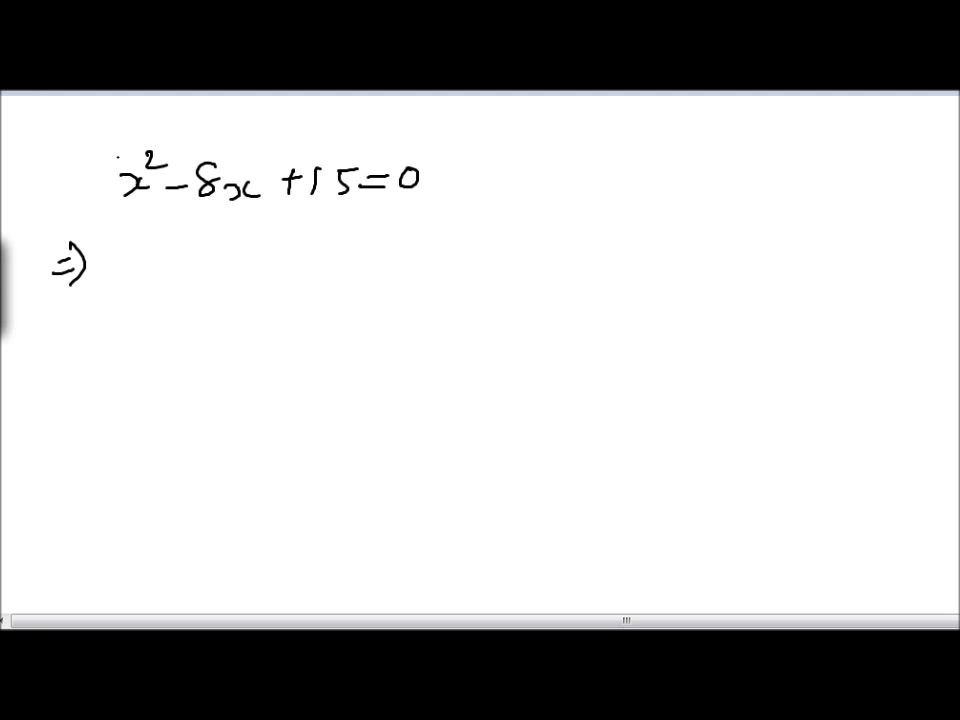 x² - 8x + 15 = 0
⇒